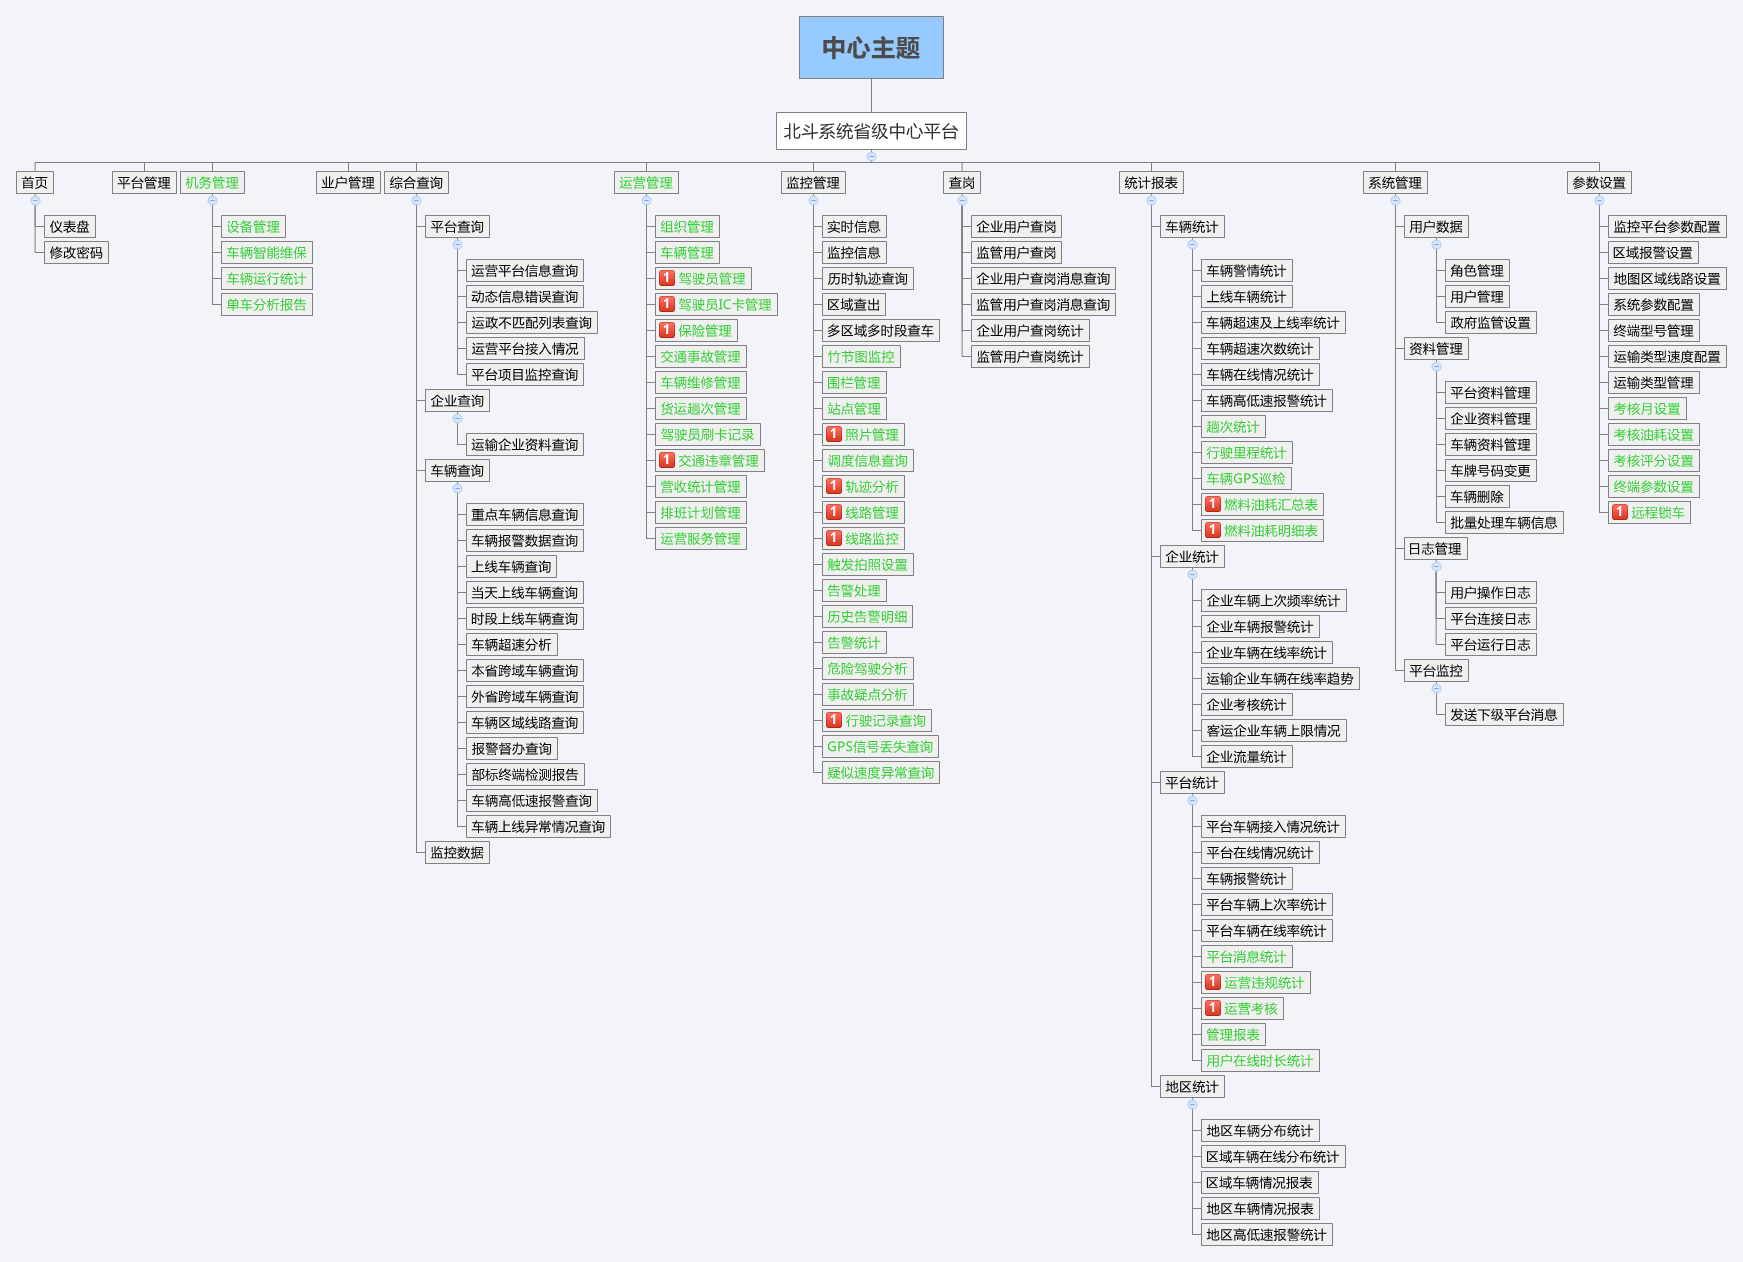 中心主题
北斗系统省级中心平台
首页
仪表盘
修改密码
平台管理
机务管理
设备管理
车辆智能维保
车辆运行统计
单车分析报告
业户管理
综合查询
平台查询
运营平台信息查询
动态信息错误查询
运政不匹配列表查询
运营平台接入情况
平台项目监控查询
企业查询
运输企业资料查询
车辆查询
重点车辆信息查询
车辆报警数据查询
上线车辆查询
当天上线车辆查询
时段上线车辆查询
车辆超速分析
本省跨域车辆查询
外省跨域车辆查询
车辆区域线路查询
报警督办查询
部标终端检测报告
车辆高低速报警查询
车辆上线异常情况查询
监控数据
运营管理
组织管理
车辆管理
1 驾驶员管理
1 驾驶员IC卡管理
1 保险管理
交通事故管理
车辆维修管理
货运趟次管理
驾驶员刷卡记录
1 交通违章管理
营收统计管理
排班计划管理
运营服务管理
监控管理
实时信息
监控信息
历时轨迹查询
区域查出
多区域多时段查车
竹节图监控
围栏管理
站点管理
1 照片管理
调度信息查询
1 轨迹分析
1 线路管理
1 线路监控
触发拍照设置
告警处理
历史告警明细
告警统计
危险驾驶分析
事故疑点分析
1 行驶记录查询
GPS信号丢失查询
疑似速度异常查询
查岗
企业用户查岗
监管用户查岗
企业用户查岗消息查询
监管用户查岗消息查询
企业用户查岗统计
监管用户查岗统计
统计报表
车辆统计
车辆警情统计
上线车辆统计
车辆超速及上线率统计
车辆超速次数统计
车辆在线情况统计
车辆高低速报警统计
趟次统计
行驶里程统计
车辆GPS巡检
1 燃料油耗汇总表
1 燃料油耗明细表
企业统计
企业车辆上次频率统计
企业车辆报警统计
企业车辆在线率统计
运输企业车辆在线率趋势
企业考核统计
客运企业车辆上限情况
企业流量统计
平台统计
平台车辆接入情况统计
平台在线情况统计
车辆报警统计
平台车辆上次率统计
平台车辆在线率统计
平台消息统计
1 运营违规统计
1 运营考核
管理报表
用户在线时长统计
地区统计
地区车辆分布统计
区域车辆在线分布统计
区域车辆情况报表
地区车辆情况报表
地区高低速报警统计
系统管理
用户数据
角色管理
用户管理
政府监管设置
资料管理
平台资料管理
企业资料管理
车辆资料管理
车牌号码变更
车辆删除
批量处理车辆信息
日志管理
用户操作日志
平台连接日志
平台运行日志
平台监控
发送下级平台消息
参数设置
监控平台参数配置
区域报警设置
地图区域线路设置
系统参数配置
终端型号管理
运输类型速度配置
运输类型管理
考核月设置
考核油耗设置
考核评分设置
终端参数设置
1 远程锁车